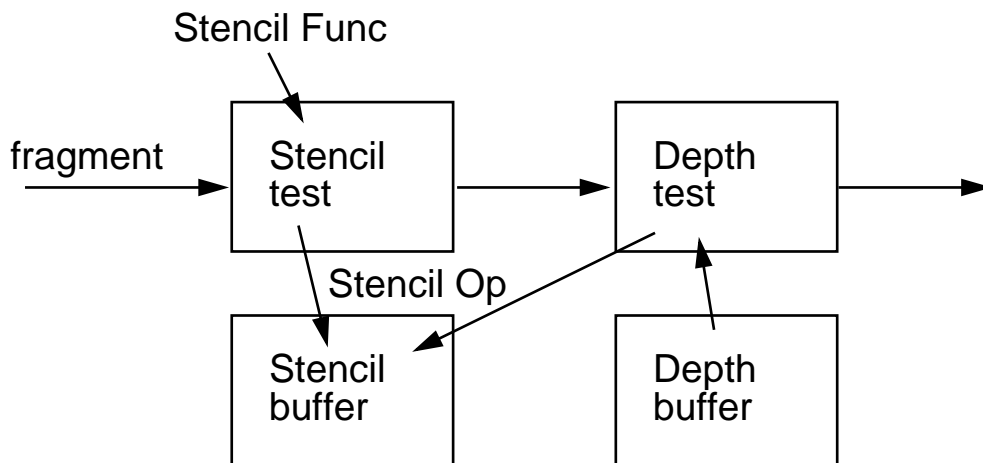 Stencil Func
fragment
Stencil
test
Depth
test
Stencil Op
Stencil
buffer
Depth
buffer